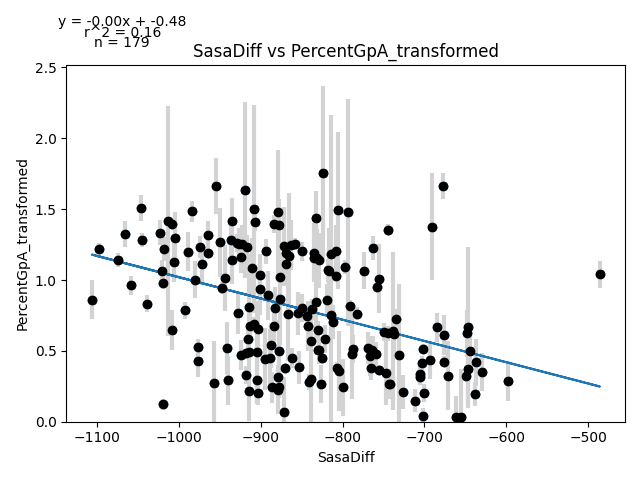 y = -0.00x + -0.48
r^2 = 0.16
n = 179
SasaDiff vs PercentGpA_transformed
PercentGpA_transformed
2.5
2.0
1.5
1.0
0.5
0.0
−1100 −1000 −900 −800 −700 −600 −500
SasaDiff